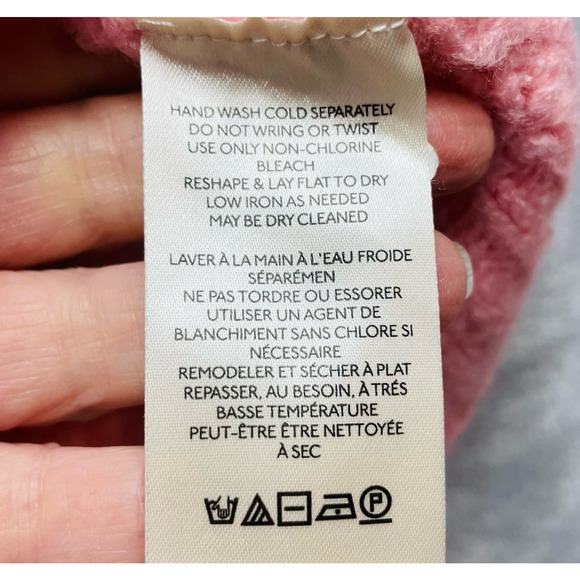 HAND WASH COLD SEPARATELY
DO NOT WRING OR TWIST
USE ONLY NON-CHLORINE
BLEACH
RESHAPE & LAY FLAT TO DRY
LOW IRON AS NEEDED
MAY BE DRY CLEANED
LAVER À LA MAIN À L'EAU FROIDE
SÉPARÉMEN
NE PAS TORDRE OU ESSORER
UTILISER UN AGENT DE
BLANCHIMENT SANS CHLORE SI
NÉCESSAIRE
REMODELER ET SÉCHER À PLAT
REPASSER, AU BESOIN, À TRÉS
BASSE TEMPÉRATURE
PEUT-ÊTRE ÊTRE NETTOYÉE
À SEC
P